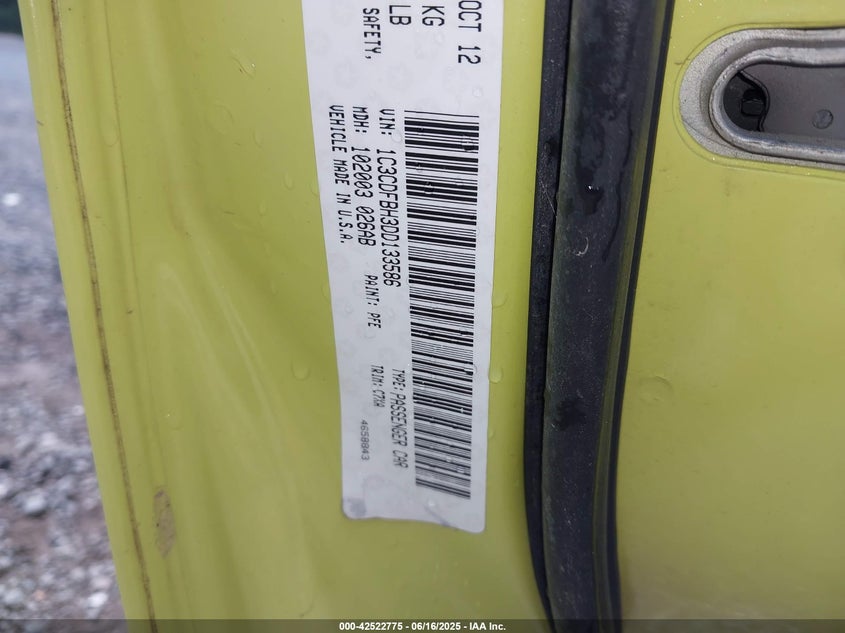 OCT 12
KG
LB
SAFETY,
VIN: 1C3CDFBH3DD133586
TYPE: PASSENGER CAR
MDH: 102003 026AB
PAINT: PFE
TRIM: C7XA
VEHICLE MADE IN U.S.A.
4658843
000-42522775 - 06/16/2025 - IAA Inc.